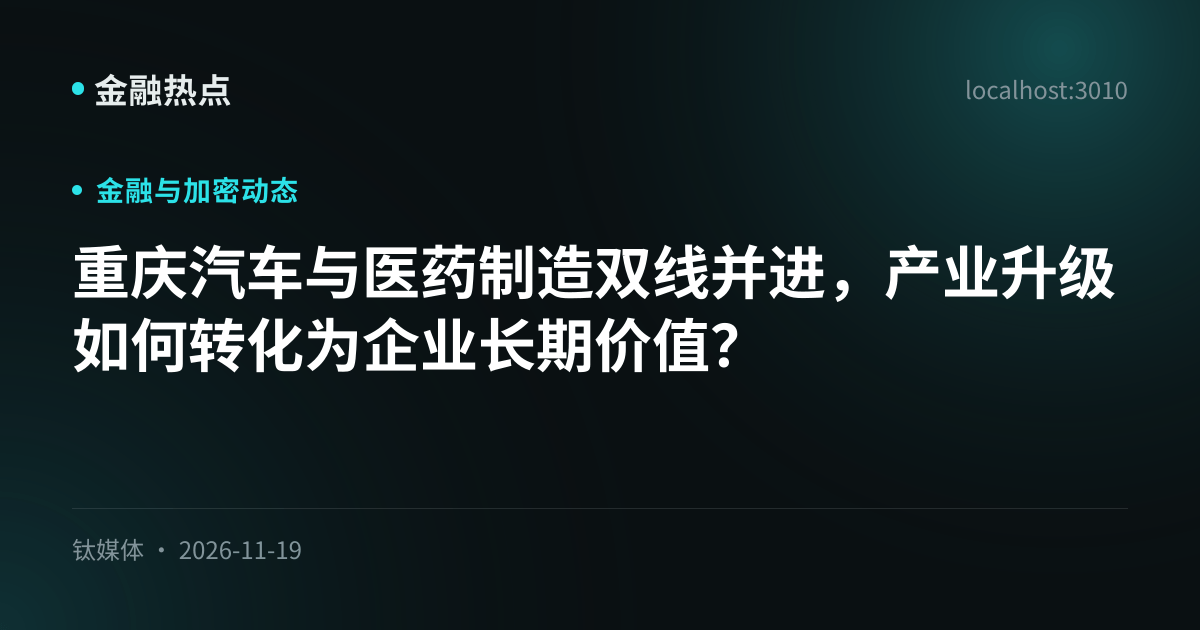 金融热点
localhost:3010
金融与加密动态
重庆汽车与医药制造双线并进，产业升级
如何转化为企业长期价值？
钛媒体 · 2026-11-19